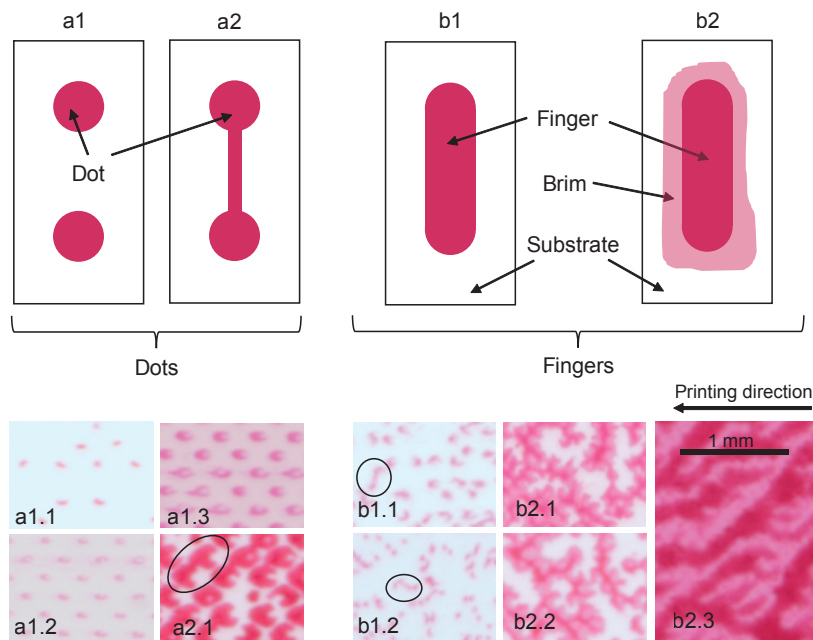 a1
a2
b1
b2
Dot
Finger
Brim
Substrate
Dots
Fingers
Printing direction
1 mm
a1.1
a1.3
b1.1
b2.1
a1.2
a2.1
b1.2
b2.2
b2.3